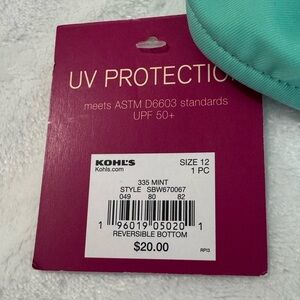 UV PROTECTIO
meets ASTM D6603 standards
UPF 50+
KOHL'S SIZE 12
Kohls.com 1 PC
335 MINT
STYLE SBW670067
049 80 82
1 96019 05020 1
REVERSIBLE BOTTOM
$20.00
RP13